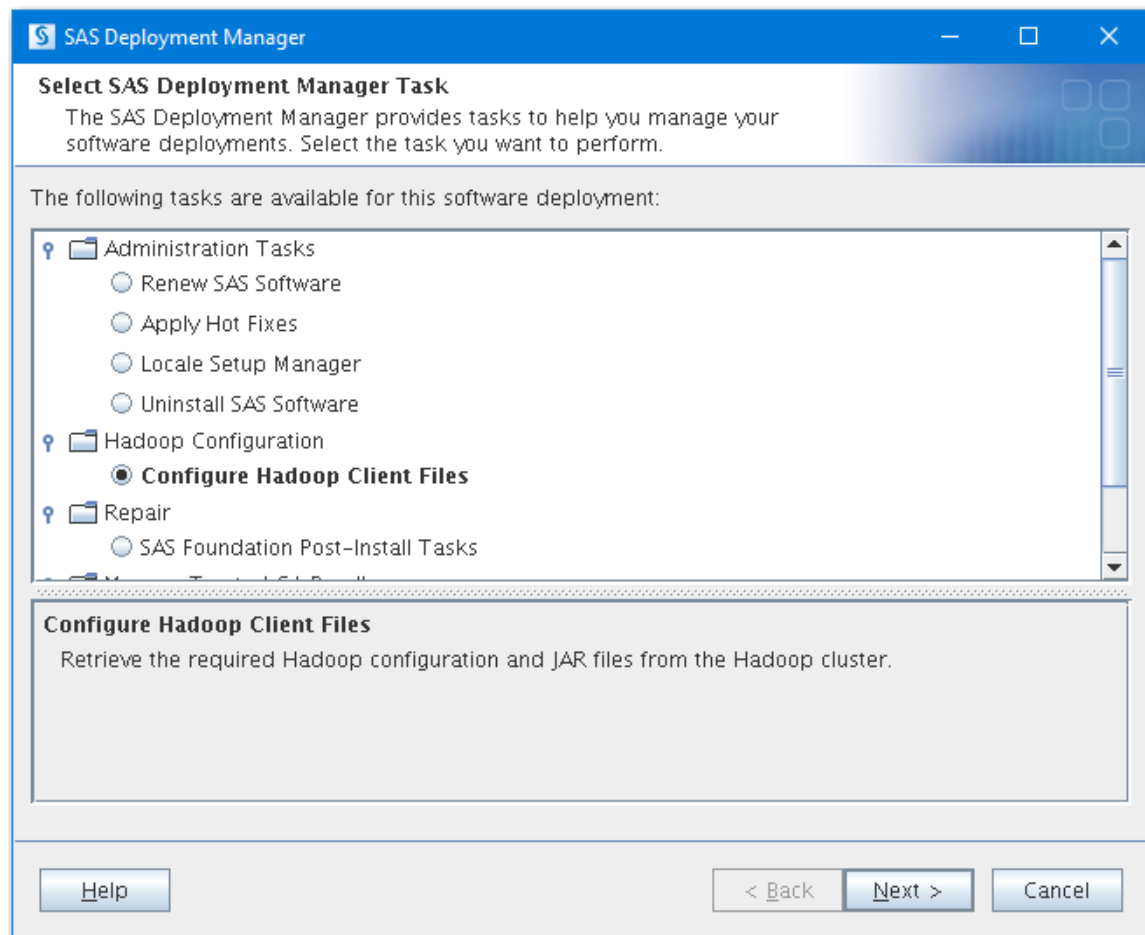 SAS Deployment Manager
Select SAS Deployment Manager Task
The SAS Deployment Manager provides tasks to help you manage your
software deployments. Select the task you want to perform.
The following tasks are available for this software deployment:
Administration Tasks
Renew SAS Software
Apply Hot Fixes
Locale Setup Manager
Uninstall SAS Software
Hadoop Configuration
Configure Hadoop Client Files
Repair
SAS Foundation Post-Install Tasks
Configure Hadoop Client Files
Retrieve the required Hadoop configuration and JAR files from the Hadoop cluster.
Help
< Back
Next >
Cancel